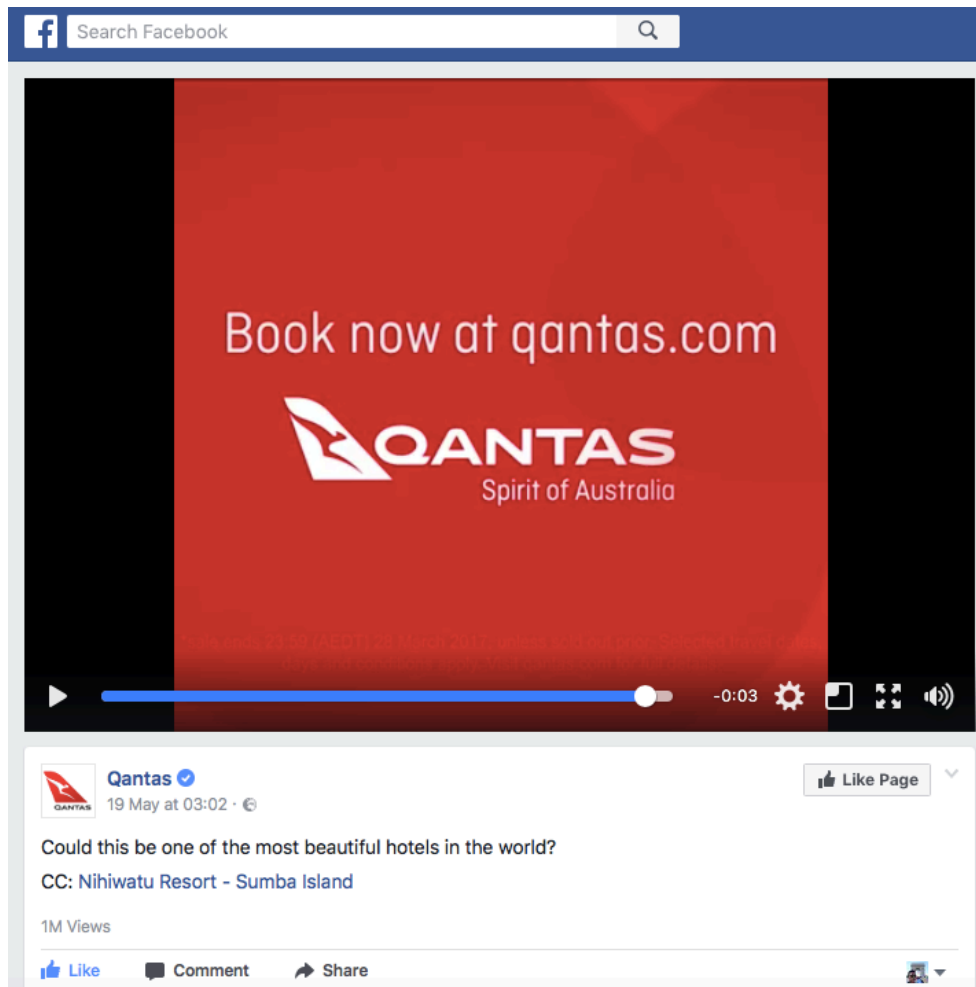 f Search Facebook
Book now at qantas.com
QANTAS
Spirit of Australia
-0:03
QANTAS
Qantas
Like Page
19 May at 03:02 ·
Could this be one of the most beautiful hotels in the world?
CC: Nihiwatu Resort - Sumba Island
1M Views
Like Comment Share